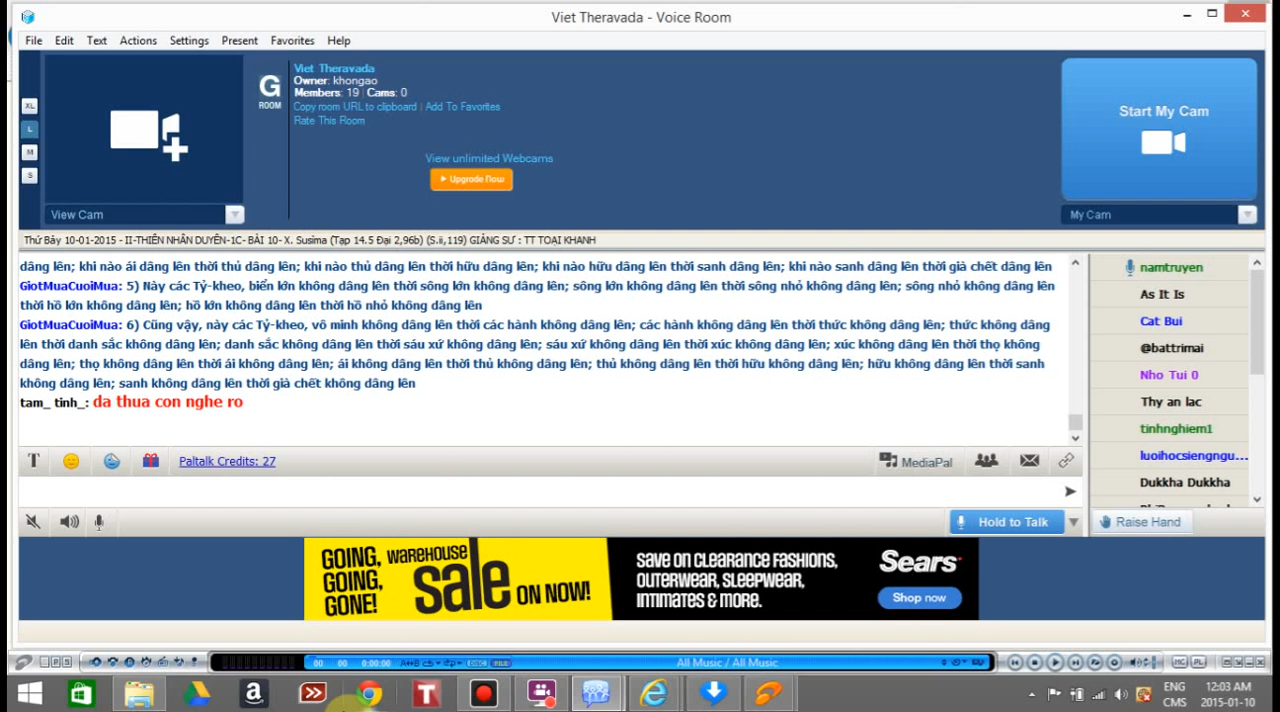 Viet Theravada - Voice Room
File Edit Text Actions Settings Present Favorites Help
XL
L
M
S
View Cam
G
ROOM
Viet Theravada
Owner: khongao
Members: 19 | Cams: 0
Copy room URL to clipboard | Add To Favorites
Rate This Room
View unlimited Webcams
Upgrade Now
Start My Cam
My Cam
Thứ Bảy 10-01-2015 - II-THIÊN NHÂN DUYÊN-1C- BÀI 10- X. Susima (Tạp 14.5 Đại 2,96b) (S.ii,119) GIẢNG SƯ : TT TOẠI KHANH
dâng lên; khi nào ái dâng lên thời thủ dâng lên; khi nào thủ dâng lên thời hữu dâng lên; khi nào hữu dâng lên thời sanh dâng lên; khi nào sanh dâng lên thời già chết dâng lên
GiotMuaCuoiMua: 5) Này các Tỷ-kheo, biển lớn không dâng lên thời sông lớn không dâng lên; sông lớn không dâng lên thời sông nhỏ không dâng lên; sông nhỏ không dâng lên
thời hồ lớn không dâng lên; hồ lớn không dâng lên thời hồ nhỏ không dâng lên
GiotMuaCuoiMua: 6) Cũng vậy, này các Tỷ-kheo, vô minh không dâng lên thời các hành không dâng lên; các hành không dâng lên thời thức không dâng lên; thức không dâng
lên thời danh sắc không dâng lên; danh sắc không dâng lên thời sáu xứ không dâng lên; sáu xứ không dâng lên thời xúc không dâng lên; xúc không dâng lên thời thọ không
dâng lên; thọ không dâng lên thời ái không dâng lên; ái không dâng lên thời thủ không dâng lên; thủ không dâng lên thời hữu không dâng lên; hữu không dâng lên thời sanh
không dâng lên; sanh không dâng lên thời già chết không dâng lên
tam_ tinh_: da thua con nghe ro
namtruyen
As It Is
Cat Bui
@battrimai
Nho Tui 0
Thy an lac
tinhnghiem1
luoihocsiengngu...
Dukkha Dukkha
T
Paltalk Credits: 27
MediaPal
Hold to Talk
Raise Hand
GOING, GOING, GONE!
WAREHOUSE sale ON NOW!
SAVE ON CLEARANCE FASHIONS,
OUTERWEAR, SLEEPWEAR,
INTIMATES & MORE.
Sears
Shop now
00 00 0:00:00 A↔B
All Music / All Music
ENG
CMS
12:03 AM
2015-01-10